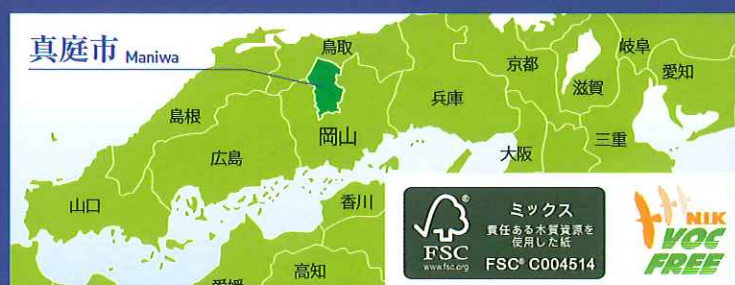 真庭市 Maniwa
鳥取
島根
広島
岡山
山口
兵庫
京都
滋賀
岐阜
愛知
三重
大阪
香川
高知
愛媛
ミックス
責任ある木質資源を
使用した紙
FSC® C004514
®
FSC
www.fsc.org
NIK
VOC
FREE